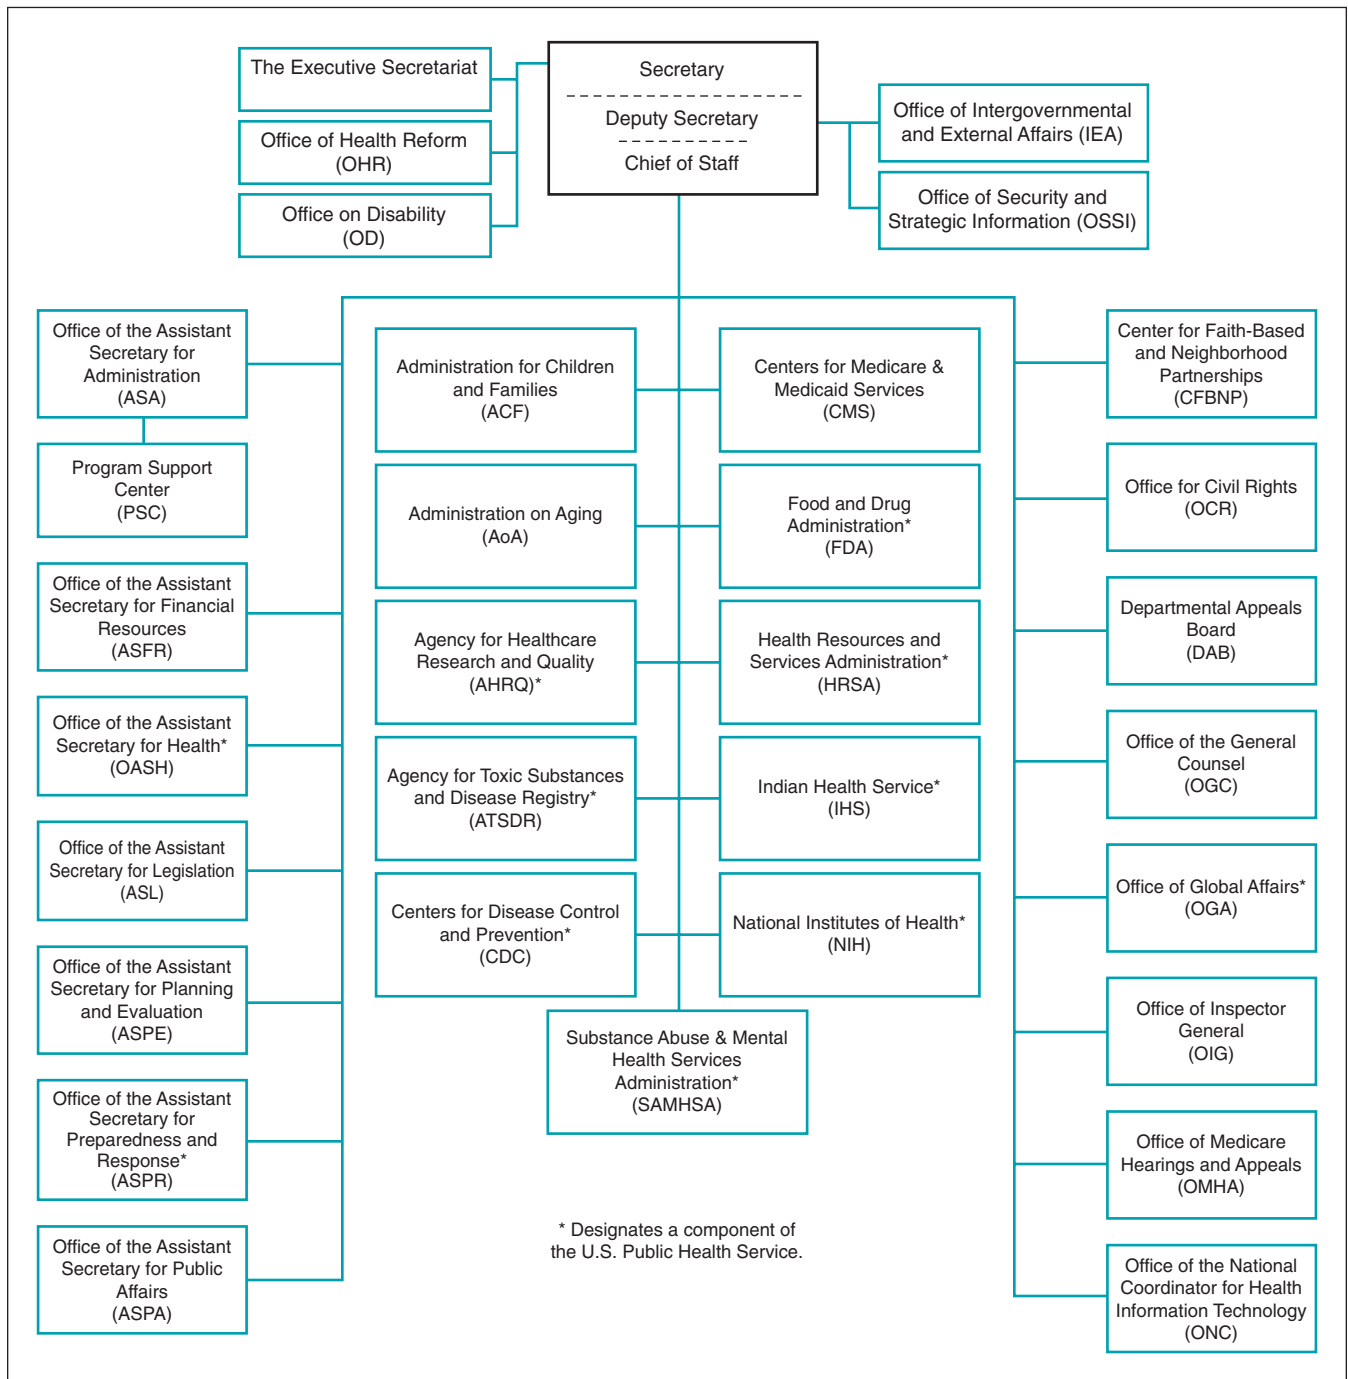 The Executive Secretariat
Office of Health Reform
(OHR)
Office on Disability
(OD)
Secretary
Deputy Secretary
Chief of Staff
Office of Intergovernmental
and External Affairs (IEA)
Office of Security and
Strategic Information (OSSI)
Office of the Assistant
Secretary for
Administration
(ASA)
Program Support
Center
(PSC)
Office of the Assistant
Secretary for Financial
Resources
(ASFR)
Office of the Assistant
Secretary for Health*
(OASH)
Office of the Assistant
Secretary for Legislation
(ASL)
Office of the Assistant
Secretary for Planning
and Evaluation
(ASPE)
Office of the Assistant
Secretary for
Preparedness and
Response*
(ASPR)
Office of the Assistant
Secretary for Public
Affairs
(ASPA)
Administration for Children
and Families
(ACF)
Administration on Aging
(AoA)
Agency for Healthcare
Research and Quality
(AHRQ)*
Agency for Toxic Substances
and Disease Registry*
(ATSDR)
Centers for Disease Control
and Prevention*
(CDC)
Centers for Medicare &
Medicaid Services
(CMS)
Food and Drug
Administration*
(FDA)
Health Resources and
Services Administration*
(HRSA)
Indian Health Service*
(IHS)
National Institutes of Health*
(NIH)
Substance Abuse & Mental
Health Services
Administration*
(SAMHSA)
* Designates a component of
the U.S. Public Health Service.
Center for Faith-Based
and Neighborhood
Partnerships
(CFBNP)
Office for Civil Rights
(OCR)
Departmental Appeals
Board
(DAB)
Office of the General
Counsel
(OGC)
Office of Global Affairs*
(OGA)
Office of Inspector
General
(OIG)
Office of Medicare
Hearings and Appeals
(OMHA)
Office of the National
Coordinator for Health
Information Technology
(ONC)